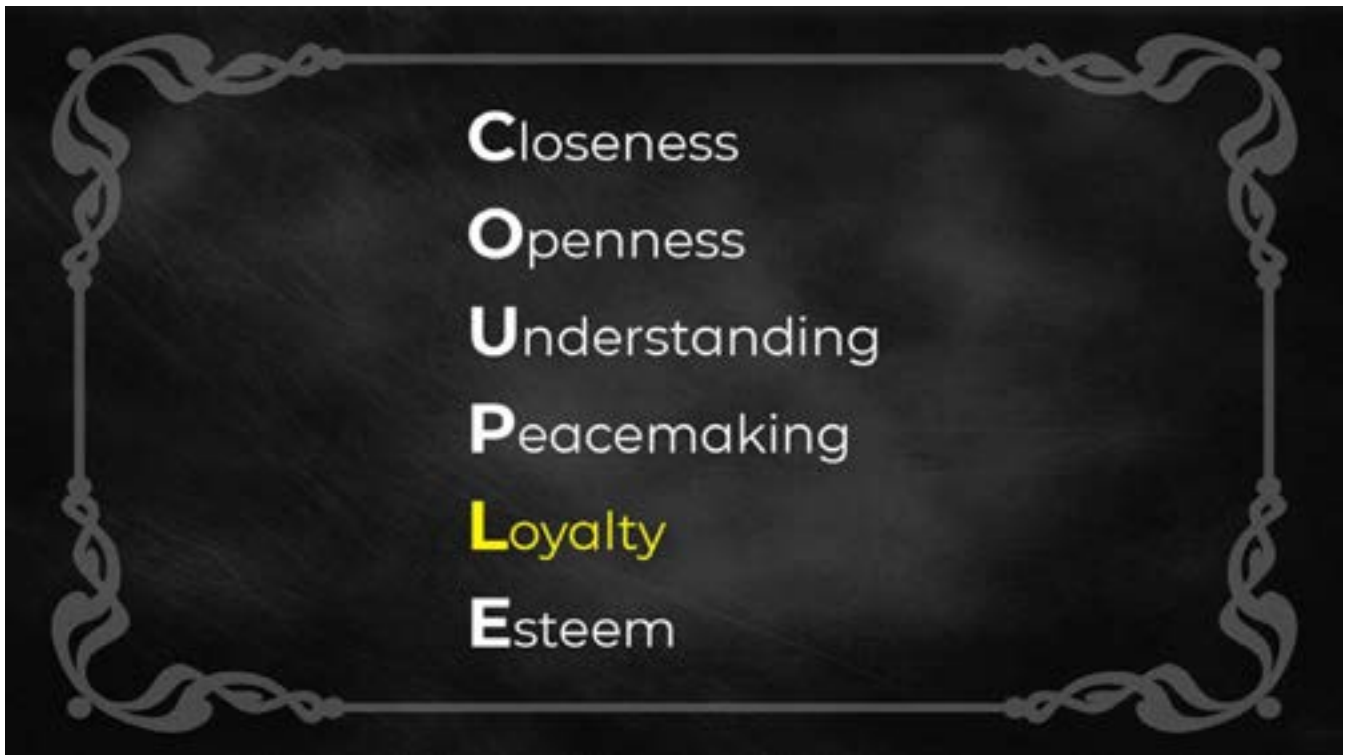 Closeness
Openness
Understanding
Peacemaking
Loyalty
Esteem